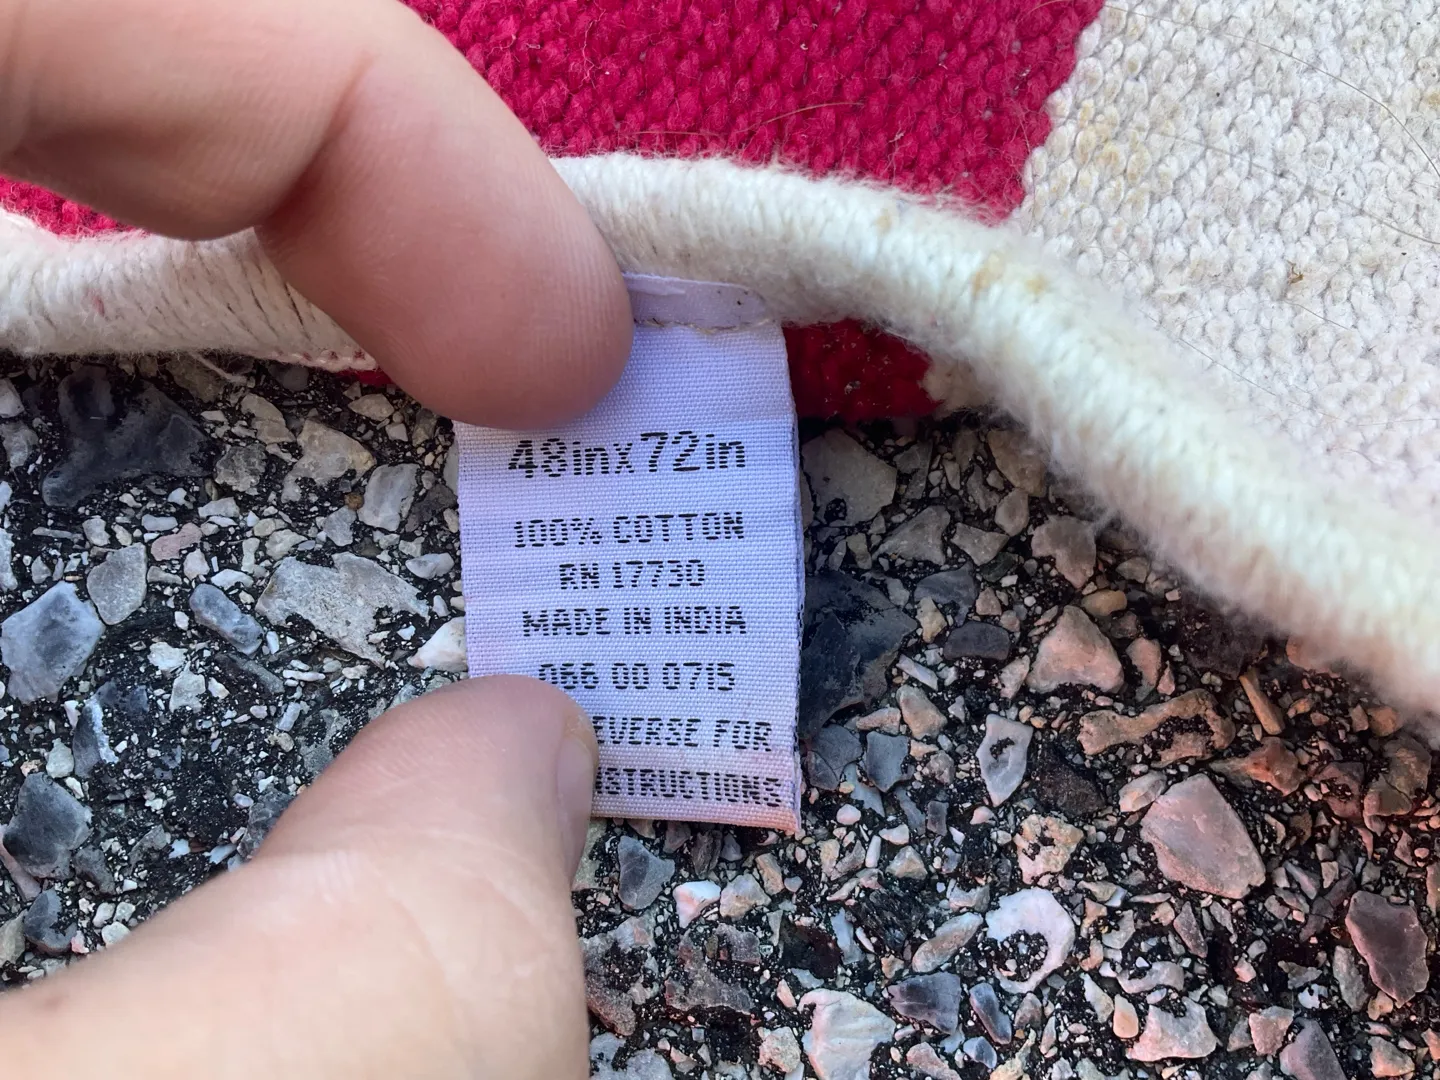 48inx72in
100% COTTON
RN 17730
MADE IN INDIA
066 00 0715
FOR